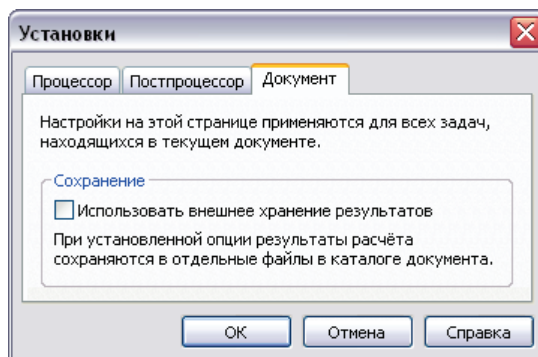 Установки
Процессор Постпроцессор Документ
Настройки на этой странице применяются для всех задач,
находящихся в текущем документе.
Сохранение
Использовать внешнее хранение результатов
При установленной опции результаты расчёта
сохраняются в отдельные файлы в каталоге документа.
ОК Отмена Справка